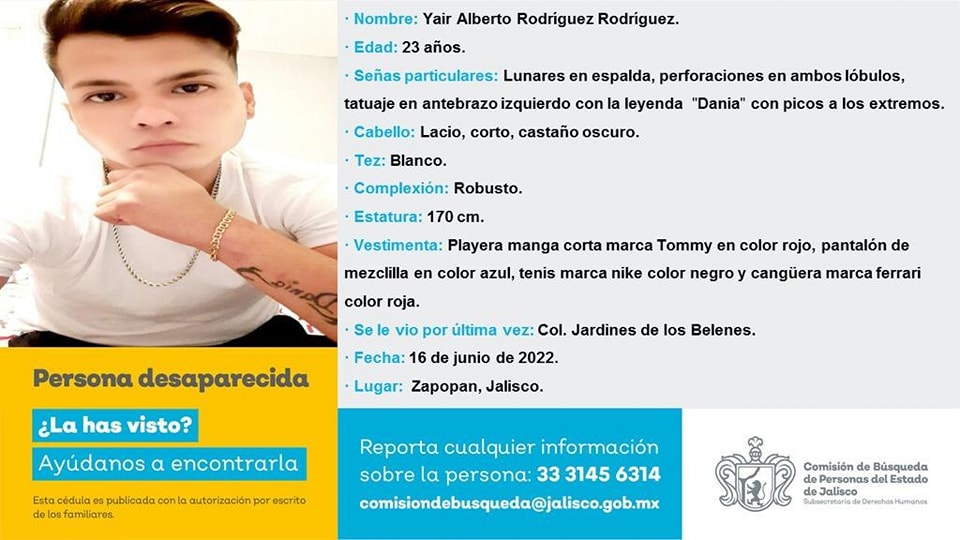 · Nombre: Yair Alberto Rodríguez Rodríguez.
· Edad: 23 años.
· Señas particulares: Lunares en espalda, perforaciones en ambos lóbulos,
tatuaje en antebrazo izquierdo con la leyenda "Dania" con picos a los extremos.
· Cabello: Lacio, corto, castaño oscuro.
· Tez: Blanco.
· Complexión: Robusto.
· Estatura: 170 cm.
· Vestimenta: Playera manga corta marca Tommy en color rojo, pantalón de
mezclilla en color azul, tenis marca nike color negro y cangüera marca ferrari
color roja.
· Se le vio por última vez: Col. Jardines de los Belenes.
· Fecha: 16 de junio de 2022.
· Lugar: Zapopan, Jalisco.
Dania
Persona desaparecida
¿La has visto?
Ayúdanos a encontrarla
Esta cédula es publicada con la autorización por escrito
de los familiares.
Reporta cualquier información
sobre la persona: 33 3145 6314
comisiondebusqueda@jalisco.gob.mx
Comisión de Búsqueda
de Personas del Estado
de Jalisco
Subsecretaría de Derechos Humanos